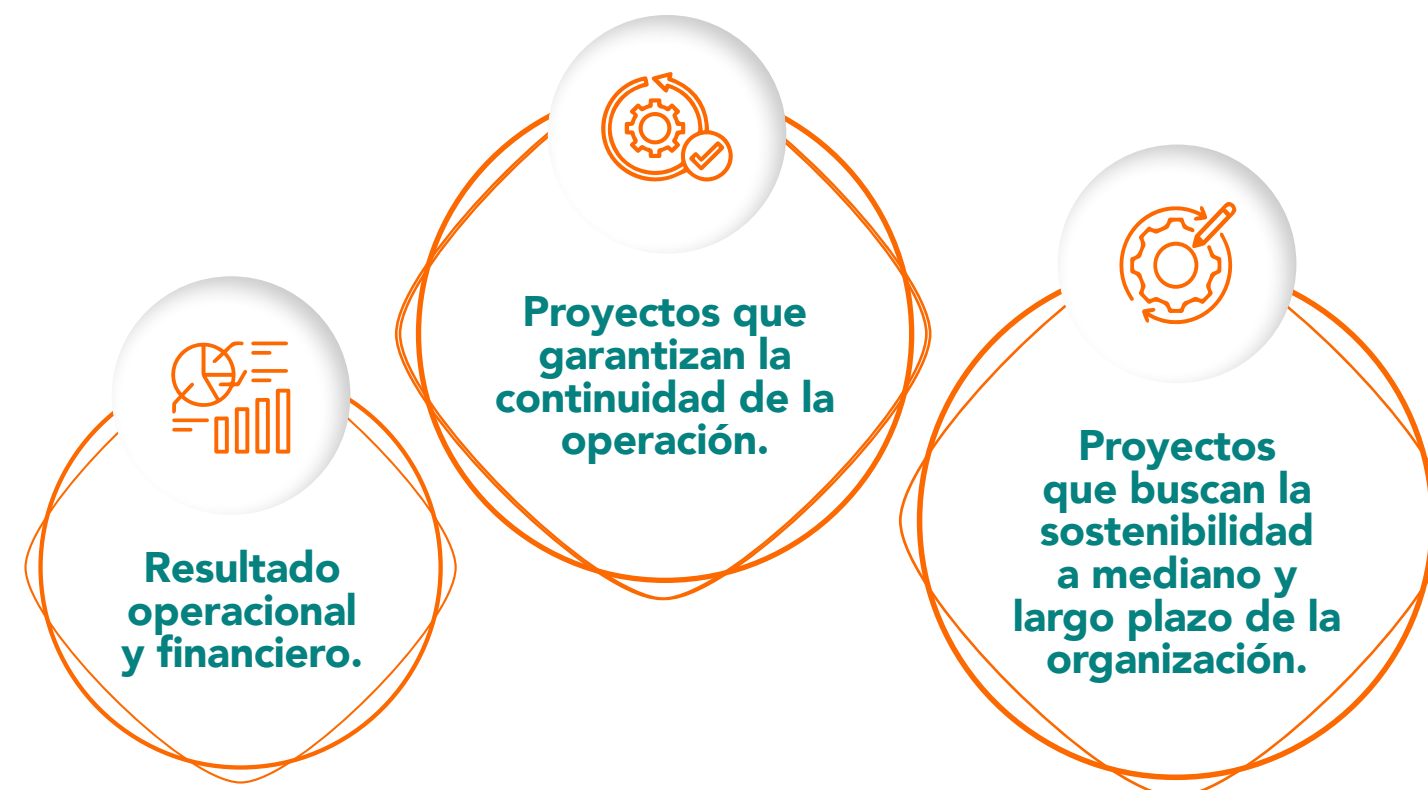 Resultado
operacional
y financiero.
Proyectos que
garantizan la
continuidad de la
operación.
Proyectos
que buscan la
sostenibilidad
a mediano y
largo plazo de la
organización.